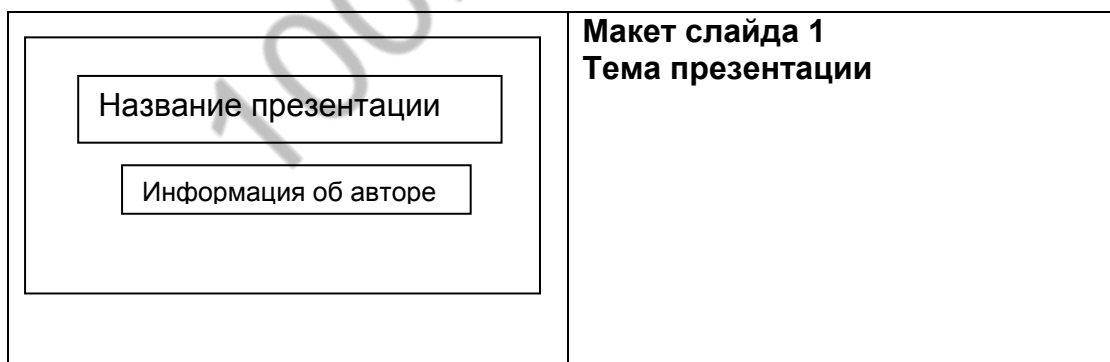 Название презентации
Информация об авторе
Макет слайда 1
Тема презентации